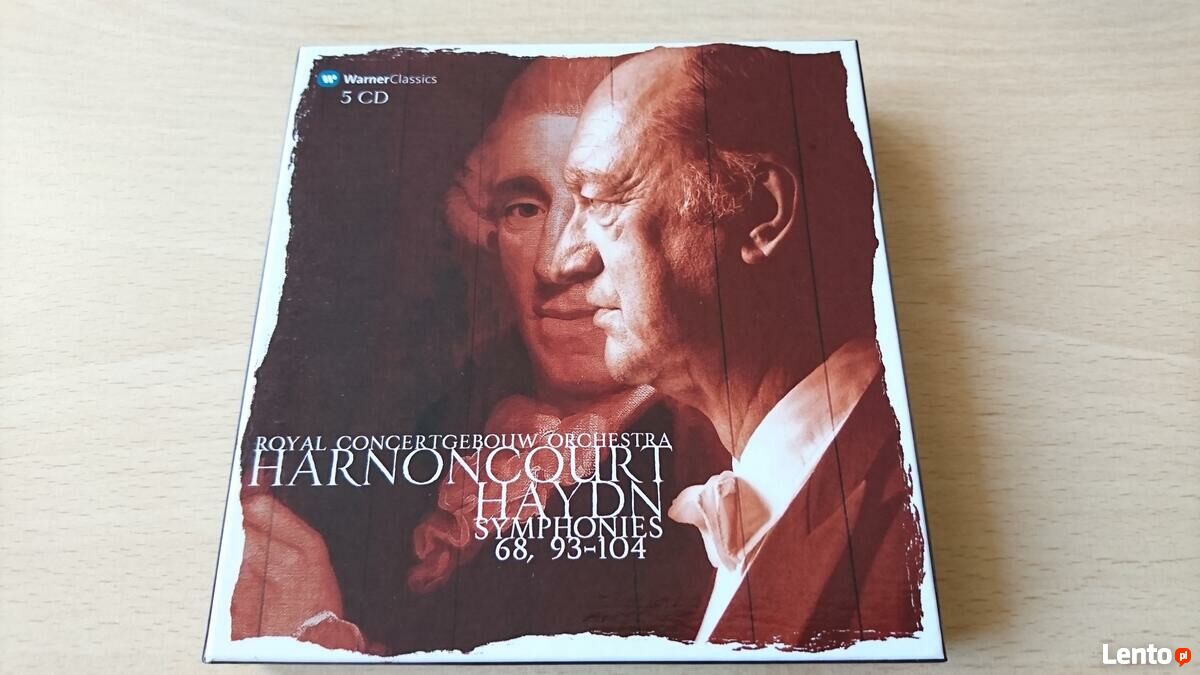 WarnerClassics
5 CD
ROYAL CONCERTGEBOUW ORCHESTRA
HARNONCOURT
HAYDN
SYMPHONIES
68, 93-104
Lento pl